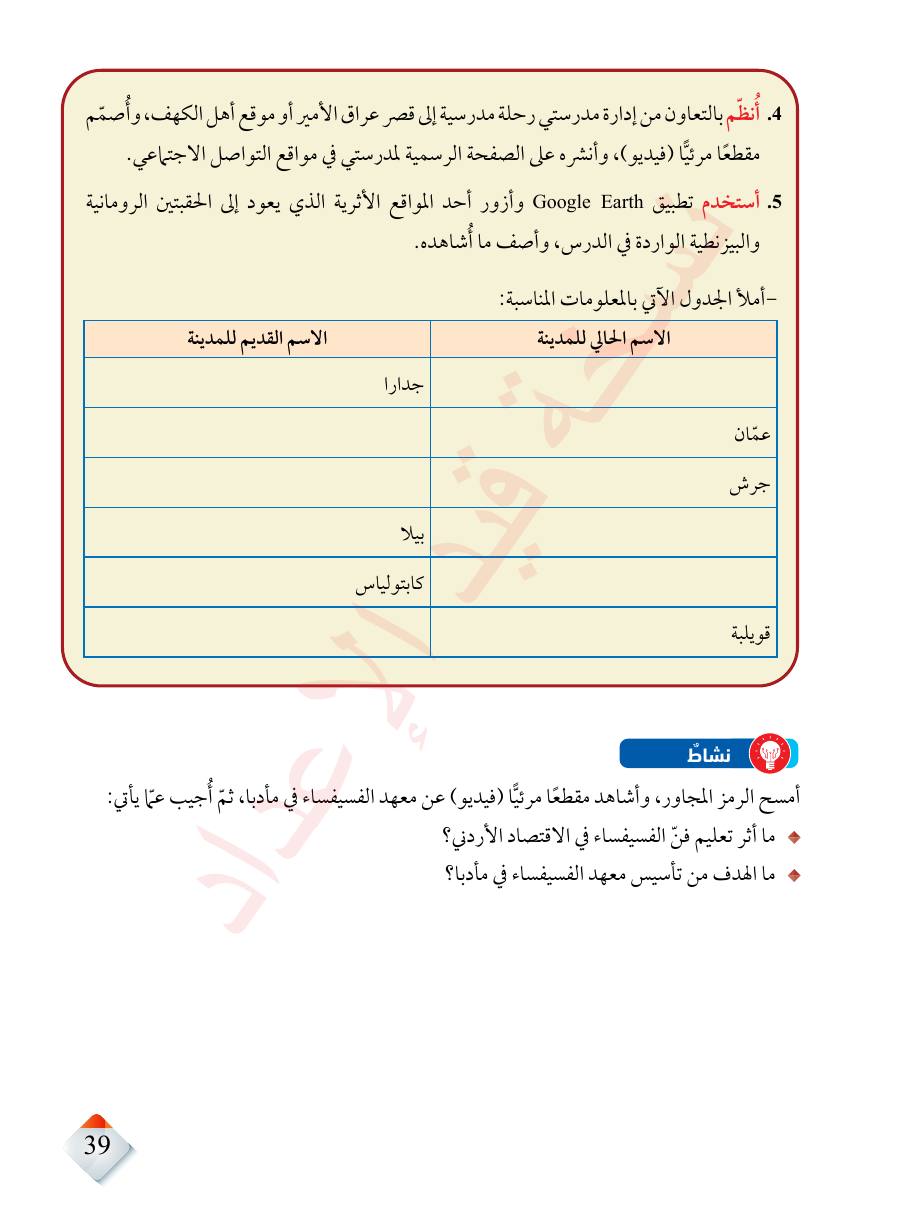 4. أُنظّم بالتعاون من إدارة مدرستي رحلة مدرسية إلى قصر عراق الأمير أو موقع أهل الكهف، وأُصمّم
مقطعًا مرئيًّا (فيديو)، وأنشره على الصفحة الرسمية لمدرستي في مواقع التواصل الاجتماعي.
5. أستخدم تطبيق Google Earth وأزور أحد المواقع الأثرية الذي يعود إلى الحقبتين الرومانية
والبيزنطية الواردة في الدرس، وأصف ما أُشاهده.
-أملأ الجدول الآتي بالمعلومات المناسبة:
الاسم الحالي للمدينة الاسم القديم للمدينة
جدارا
عمّان
جرش
بيلا
كابتولياس
قويلبة
نسخة قيد الإعداد
نشاطٌ
أمسح الرمز المجاور، وأشاهد مقطعًا مرئيًّا (فيديو) عن معهد الفسيفساء في مأدبا، ثمّ أُجيب عمّا يأتي:
ما أثر تعليم فنّ الفسيفساء في الاقتصاد الأردني؟
ما الهدف من تأسيس معهد الفسيفساء في مأدبا؟
39